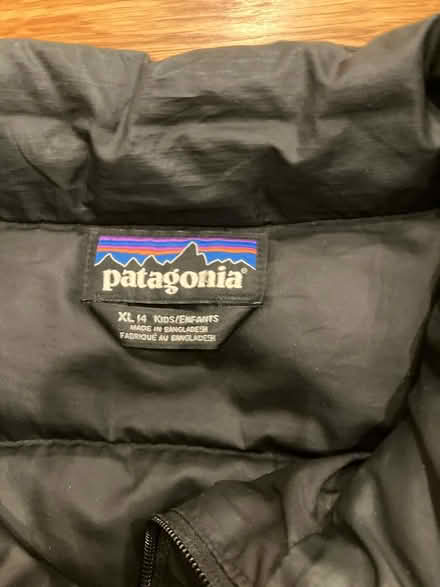 patagonia®
XL 14 KIDS/ENFANTS
MADE IN BANGLADESH
FABRIQUÉ AU BANGLADESH